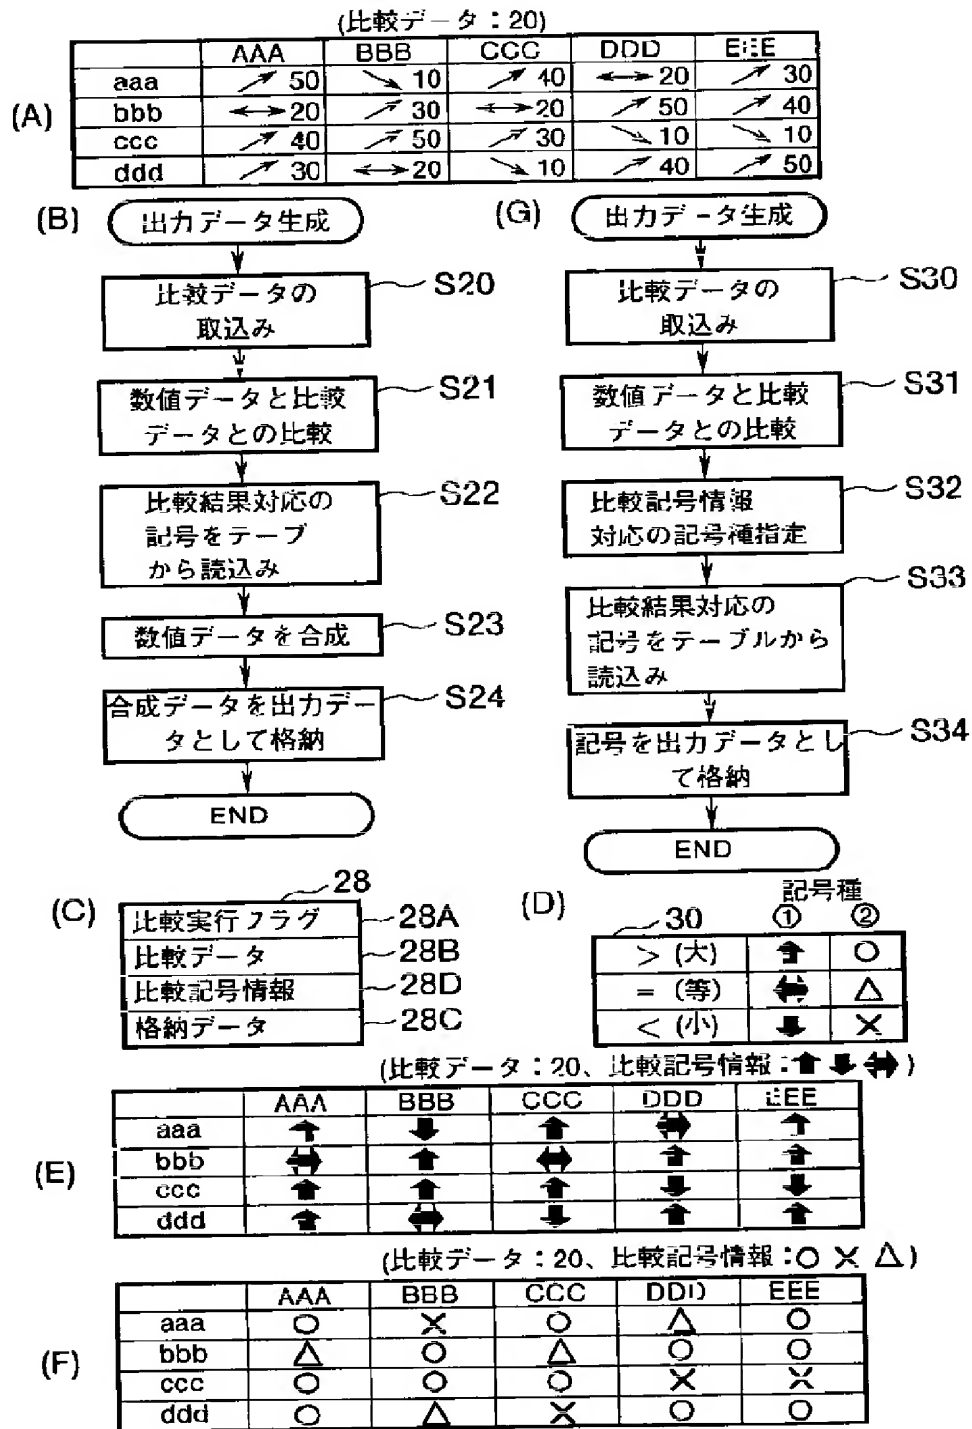 (比較データ：20)
AAA BBB CCC DDD EEE
(A)
aaa ↗ 50 ↘ 10 ↗ 40 ↔ 20 ↗ 30
bbb ↔ 20 ↗ 30 ↔ 20 ↗ 50 ↗ 40
ccc ↗ 40 ↗ 50 ↗ 30 ↘ 10 ↘ 10
ddd ↗ 30 ↔ 20 ↘ 10 ↗ 40 ↗ 50
(B)
出力データ生成
比較データの
取込み
S20
数値データと比較
データとの比較
S21
比較結果対応の
記号をテーブ
から読込み
S22
数値データを合成
S23
合成データを出力デー
タとして格納
S24
END
(G)
出力データ生成
比較データの
取込み
S30
数値データと比較
データとの比較
S31
比較記号情報
対応の記号種指定
S32
比較結果対応の
記号をテーブルから
読込み
S33
記号を出力データとし
て格納
S34
END
(C)
28
比較実行フラグ 28A
比較データ 28B
比較記号情報 28D
格納データ 28C
(D)
記号種
30 ① ②
> (大) ⬆ ○
= (等) ⬌ △
< (小) ⬇ ×
(比較データ：20、比較記号情報：⬆ ⬇ ⬌)
(E)
AAA BBB CCC DDD EEE
aaa ⬆ ⬇ ⬆ ⬌ ⬆
bbb ⬌ ⬆ ⬌ ⬆ ⬆
ccc ⬆ ⬆ ⬆ ⬇ ⬇
ddd ⬆ ⬌ ⬇ ⬆ ⬆
(比較データ：20、比較記号情報：○ × △)
(F)
AAA BBB CCC DDD EEE
aaa ○ × ○ △ ○
bbb △ ○ △ ○ ○
ccc ○ ○ ○ × ×
ddd ○ △ × ○ ○